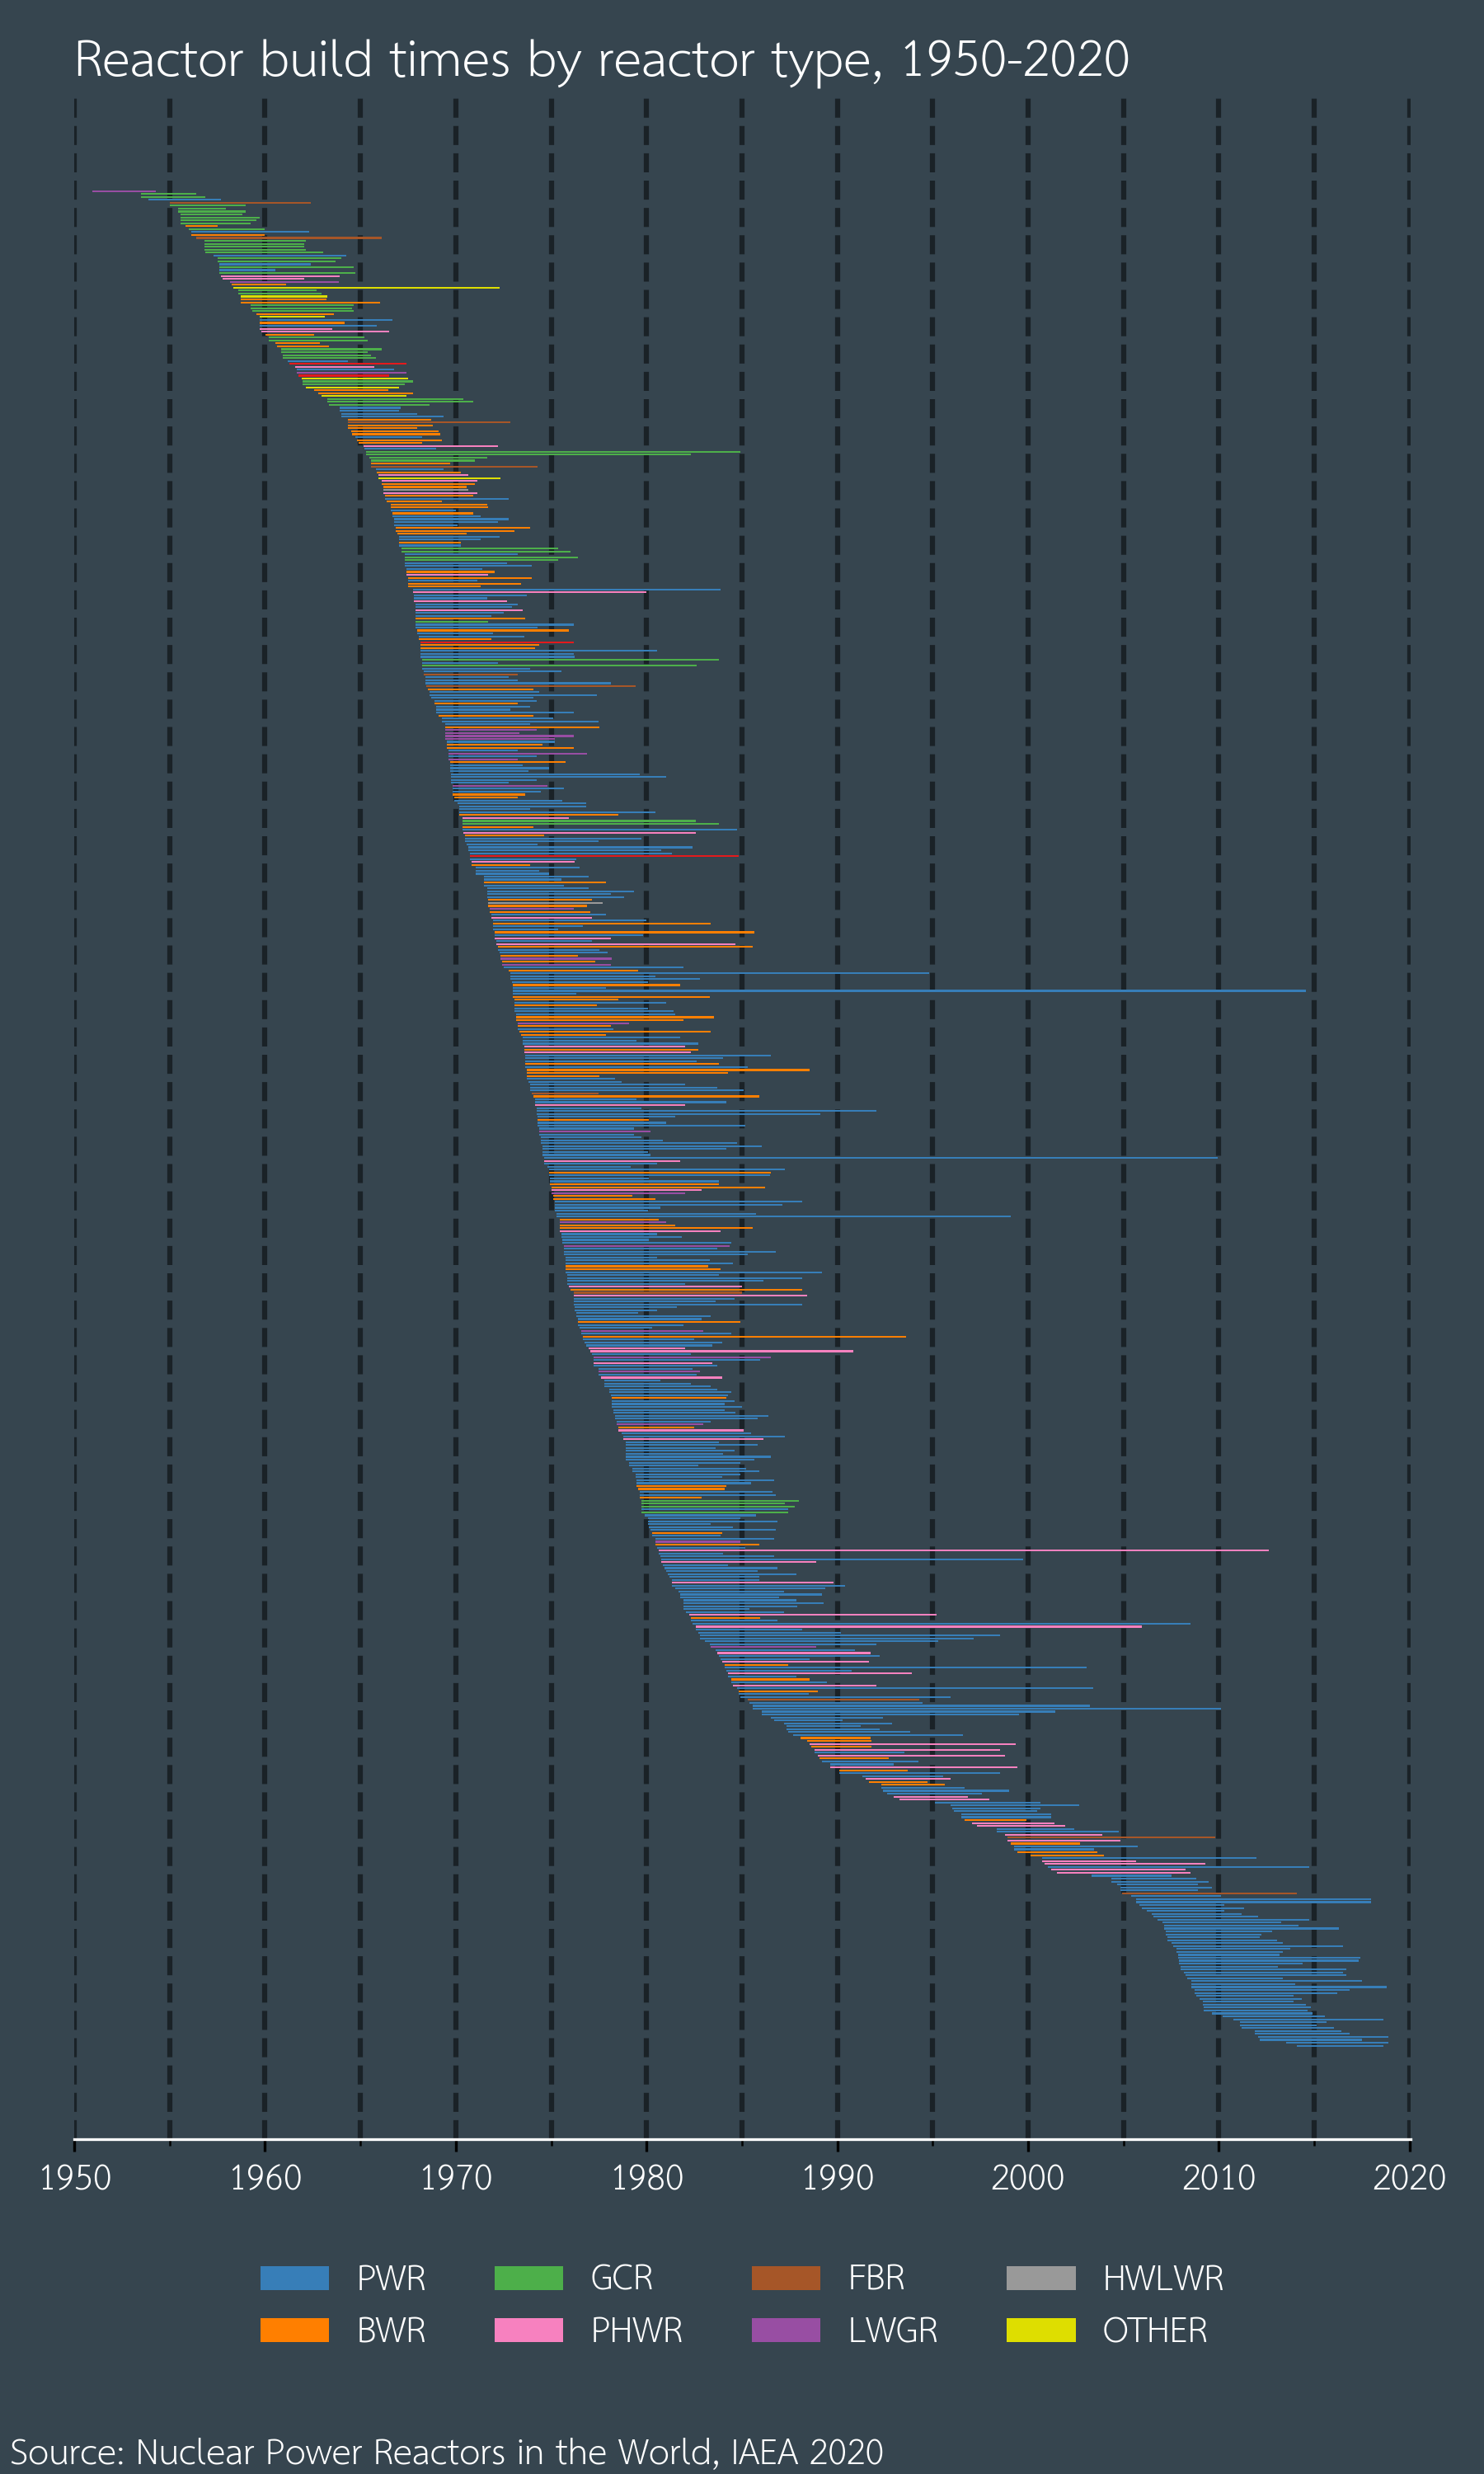 Reactor build times by reactor type, 1950-2020
1950 1960 1970 1980 1990 2000 2010 2020
PWR GCR FBR HWLWR
BWR PHWR LWGR OTHER
Source: Nuclear Power Reactors in the World, IAEA 2020